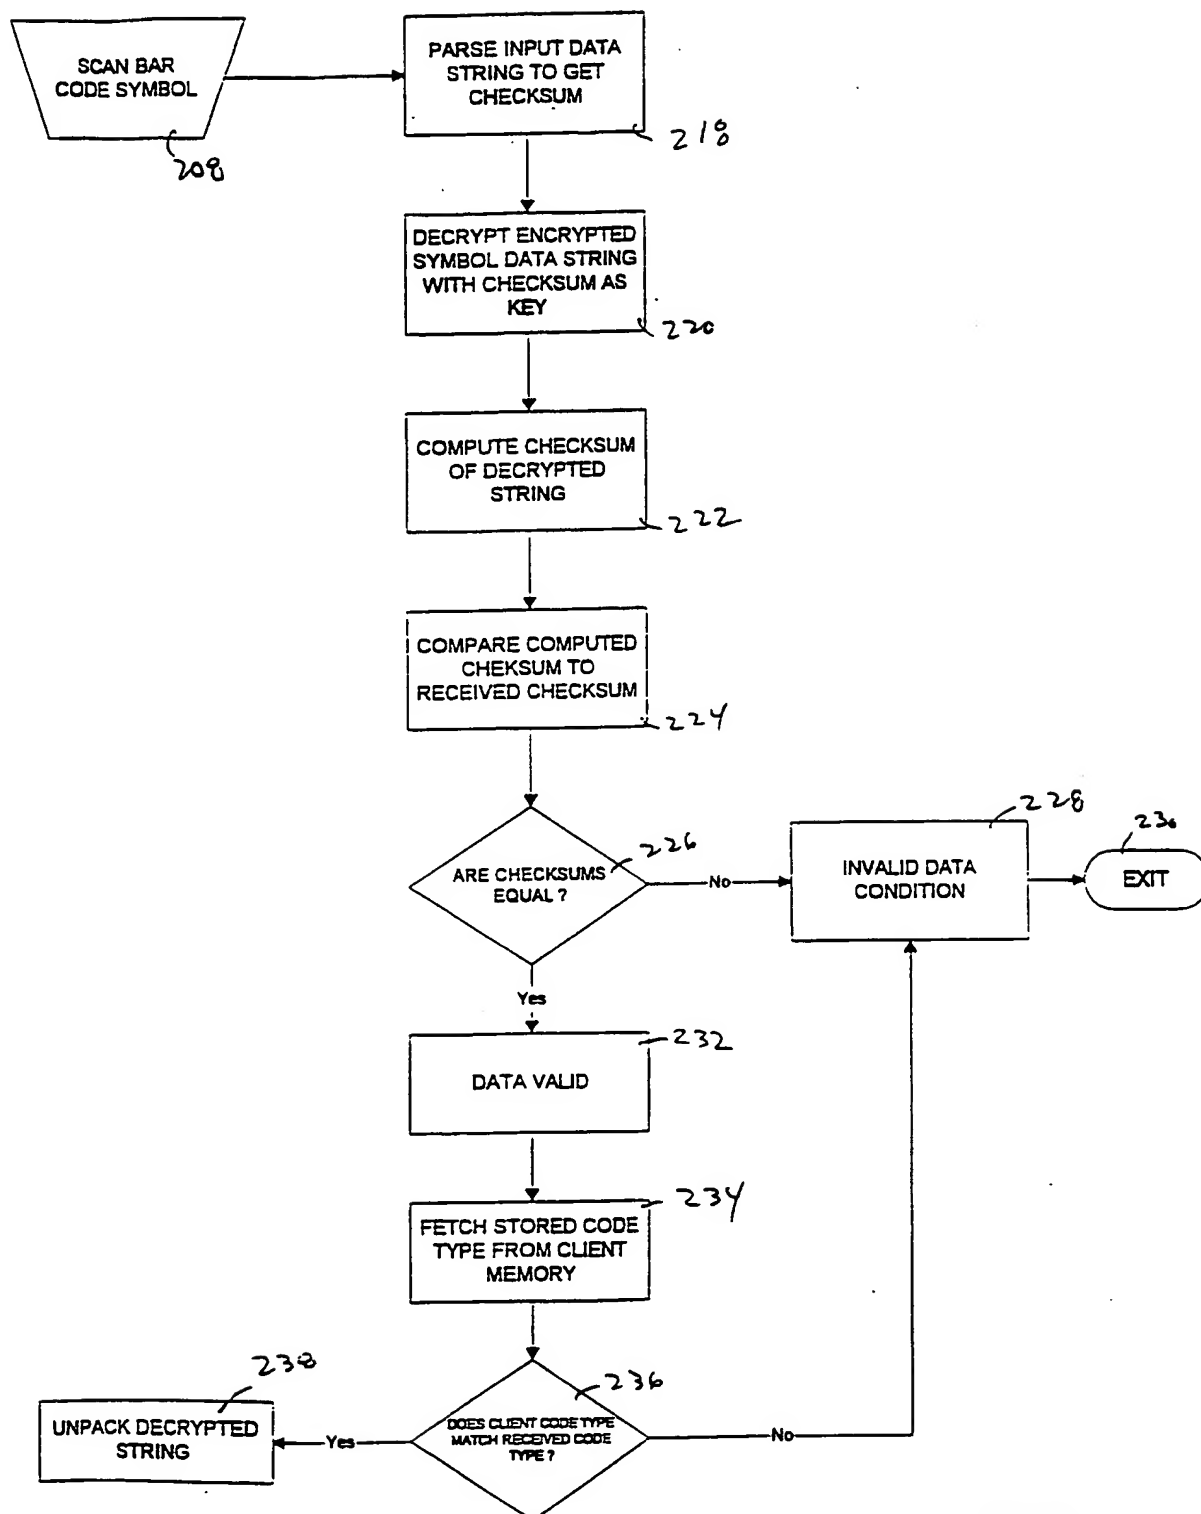 SCAN BAR
CODE SYMBOL
208
PARSE INPUT DATA
STRING TO GET
CHECKSUM
218
DECRYPT ENCRYPTED
SYMBOL DATA STRING
WITH CHECKSUM AS
KEY
220
COMPUTE CHECKSUM
OF DECRYPTED
STRING
222
COMPARE COMPUTED
CHEKSUM TO
RECEIVED CHECKSUM
224
ARE CHECKSUMS
EQUAL ?
226
No
228
INVALID DATA
CONDITION
230
EXIT
Yes
232
DATA VALID
234
FETCH STORED CODE
TYPE FROM CLIENT
MEMORY
236
DOES CLIENT CODE TYPE
MATCH RECEIVED CODE
TYPE ?
No
Yes
238
UNPACK DECRYPTED
STRING